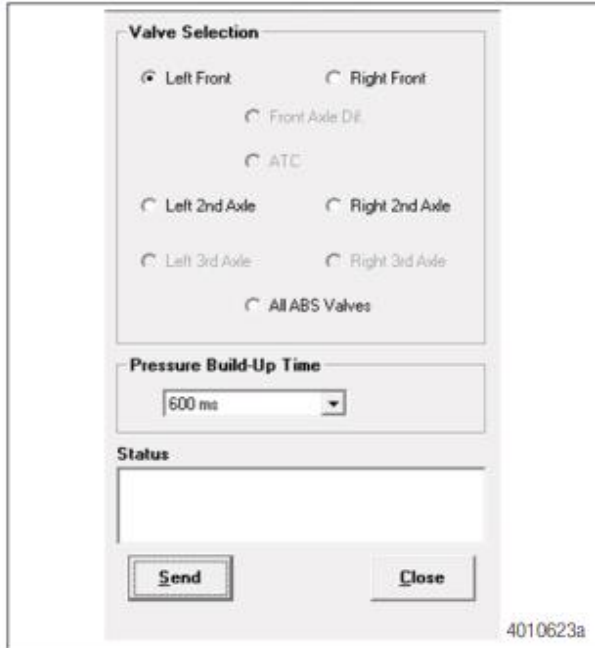 Valve Selection
Left Front Right Front
Front Axle Dif.
ATC
Left 2nd Axle Right 2nd Axle
Left 3rd Axle Right 3rd Axle
All ABS Valves
Pressure Build-Up Time
600 ms
Status
Send Close
4010623a